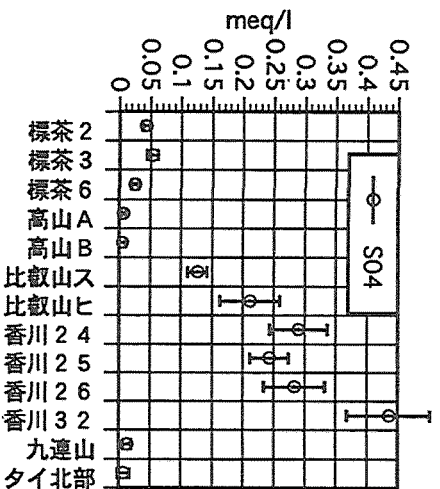 meq/l
0
0.05
0.1
0.15
0.2
0.25
0.3
0.35
0.4
0.45
SO4
標茶2
標茶3
標茶6
高山A
高山B
比叡山ス
比叡山ヒ
香川24
香川25
香川26
香川32
九連山
タイ北部